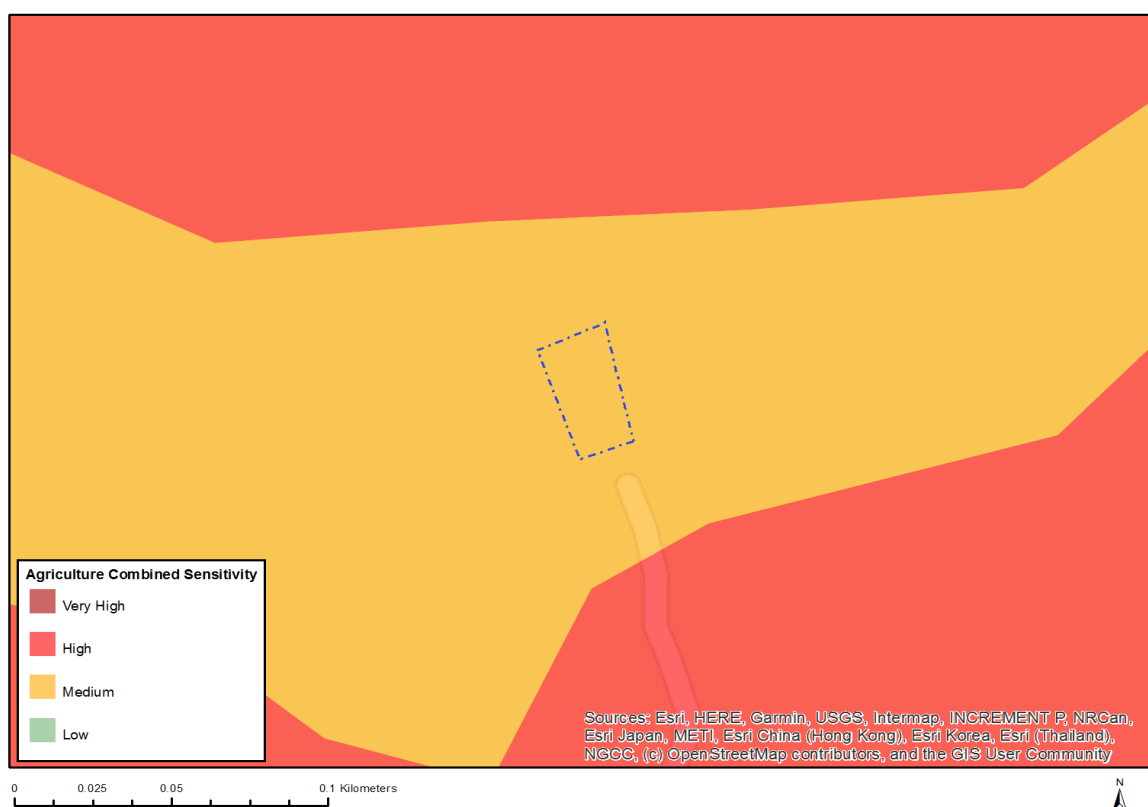 Agriculture Combined Sensitivity
Very High
High
Medium
Low
Sources: Esri, HERE, Garmin, USGS, Intermap, INCREMENT P, NRCan,
Esri Japan, METI, Esri China (Hong Kong), Esri Korea, Esri (Thailand),
NGCC, (c) OpenStreetMap contributors, and the GIS User Community
0 0.025 0.05 0.1 Kilometers
N